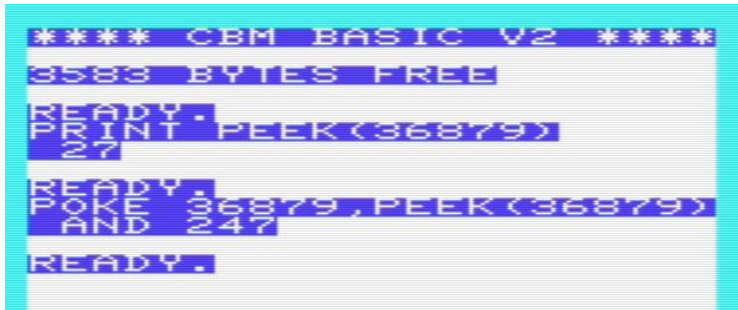 **** CBM BASIC V2 ****
3583 BYTES FREE
READY.
PRINT PEEK(36879)
 27
READY.
POKE 36879,PEEK(36879)
 AND 247
READY.